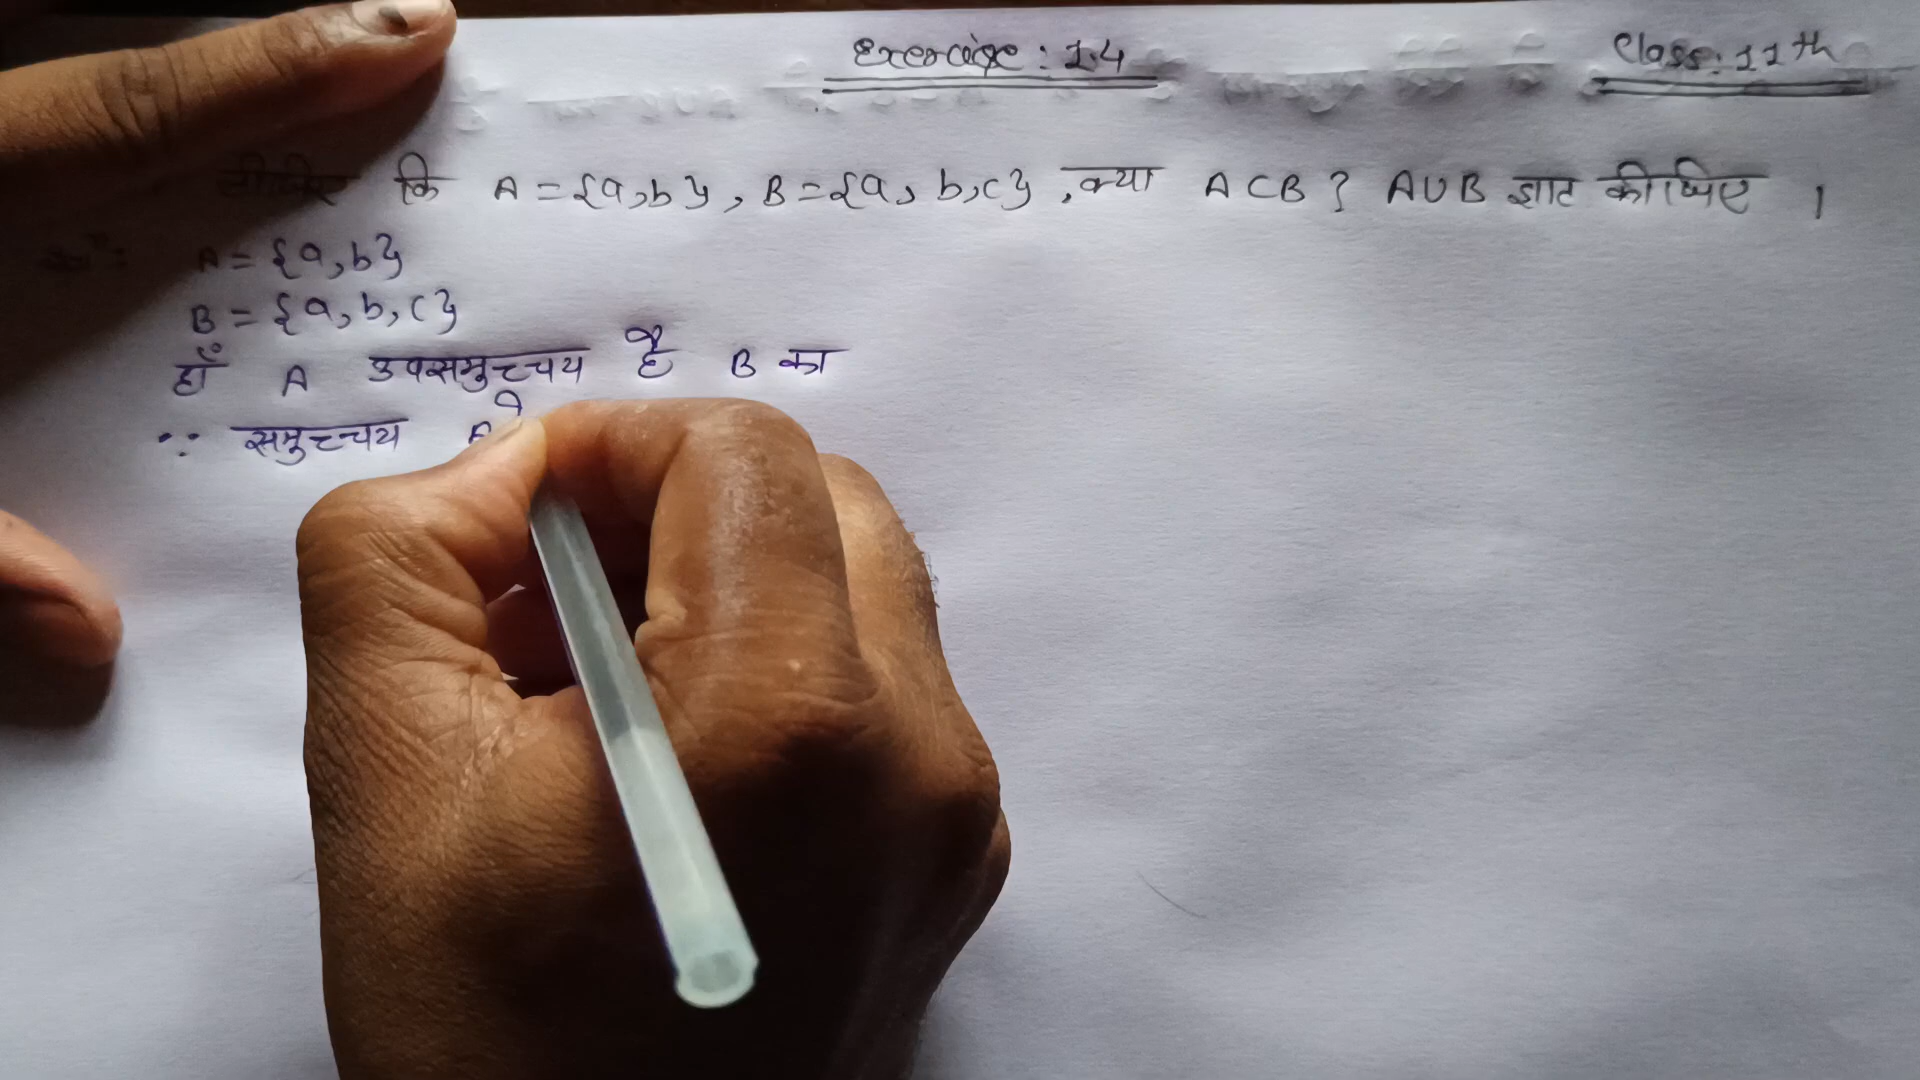 Exercise : 1.4
Class: 11th
लीजिए कि A = {a,b}, B = {a, b,c} , क्या A ⊂ B ? A∪B ज्ञात कीजिए ।
A = {a,b}
B = {a, b, c}
हाँ A उपसमुच्चय है B का
∵ समुच्चय